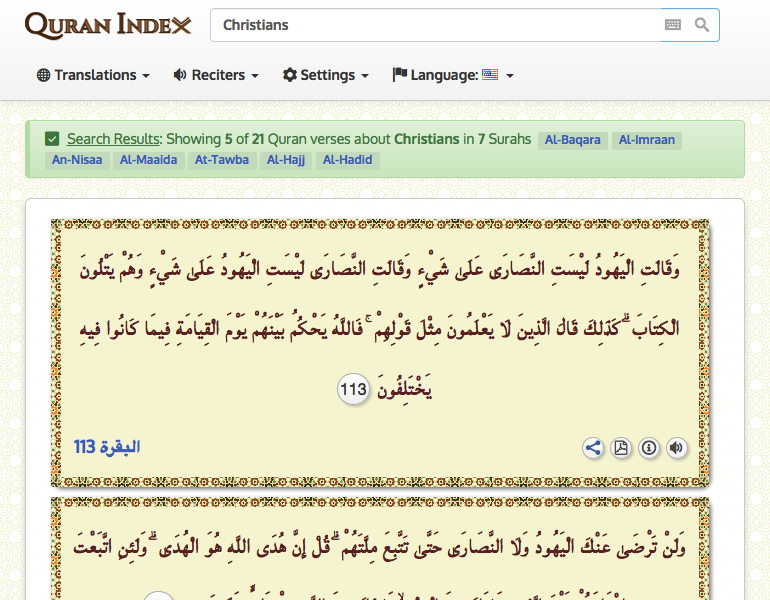 QURAN INDEX
Christians
Translations Reciters Settings Language:
Search Results: Showing 5 of 21 Quran verses about Christians in 7 Surahs Al-Baqara Al-Imraan
An-Nisaa Al-Maaida At-Tawba Al-Hajj Al-Hadid
وَقَالَتِ الْيَهُودُ لَيْسَتِ النَّصَارَى عَلَىٰ شَيْءٍ وَقَالَتِ النَّصَارَى لَيْسَتِ الْيَهُودُ عَلَىٰ شَيْءٍ وَهُمْ يَتْلُونَ
الْكِتَابَ ۗ كَذَٰلِكَ قَالَ الَّذِينَ لَا يَعْلَمُونَ مِثْلَ قَوْلِهِمْ ۚ فَاللَّهُ يَحْكُمُ بَيْنَهُمْ يَوْمَ الْقِيَامَةِ فِيمَا كَانُوا فِيهِ
يَخْتَلِفُونَ 113
البقرة 113
وَلَنْ تَرْضَىٰ عَنْكَ الْيَهُودُ وَلَا النَّصَارَىٰ حَتَّىٰ تَتَّبِعَ مِلَّتَهُمْ ۗ قُلْ إِنَّ هُدَى اللَّهِ هُوَ الْهُدَىٰ ۗ وَلَئِنِ اتَّبَعْتَ